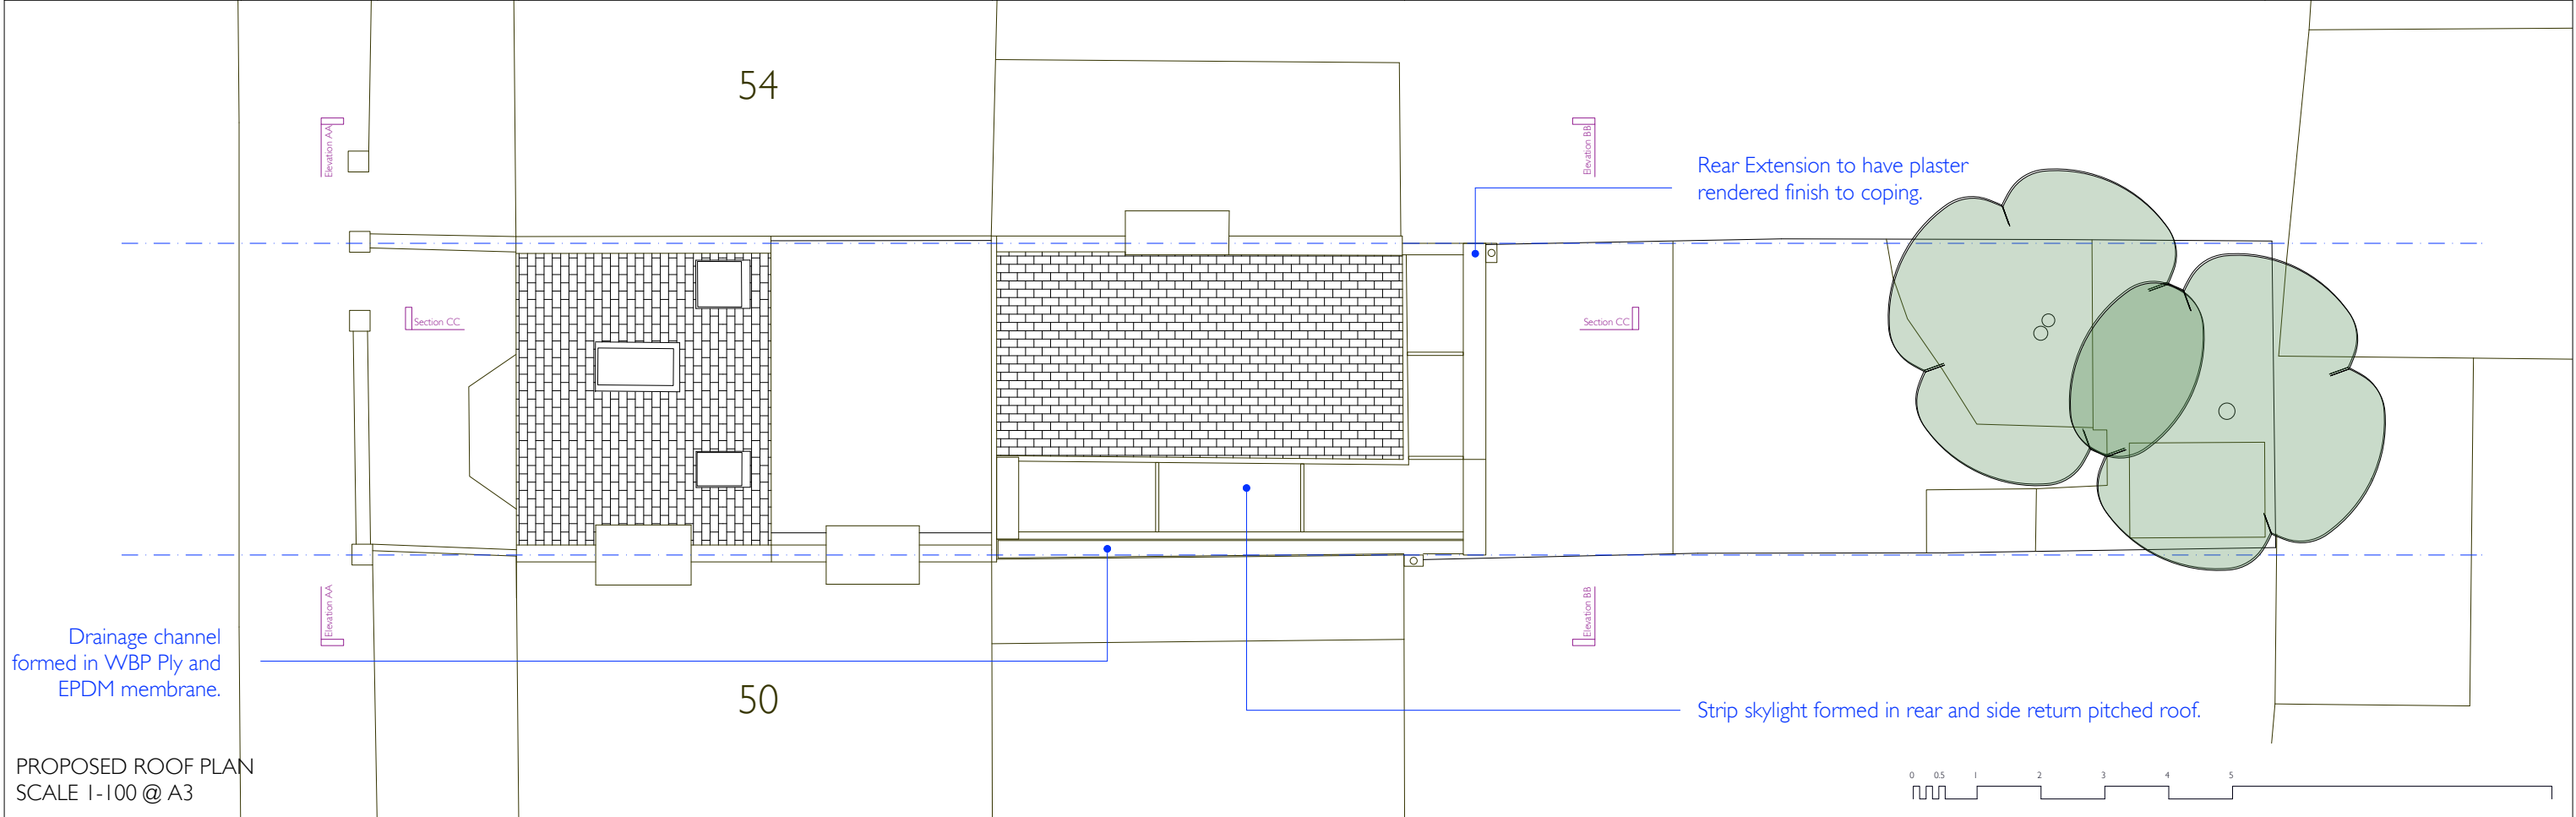 54
Elevation AA
Elevation BB
Rear Extension to have plaster
rendered finish to coping.
Section CC
Section CC
Elevation AA
Elevation BB
Drainage channel
formed in WBP Ply and
EPDM membrane.
50
Strip skylight formed in rear and side return pitched roof.
PROPOSED ROOF PLAN
SCALE 1-100 @ A3
0 0.5 1 2 3 4 5